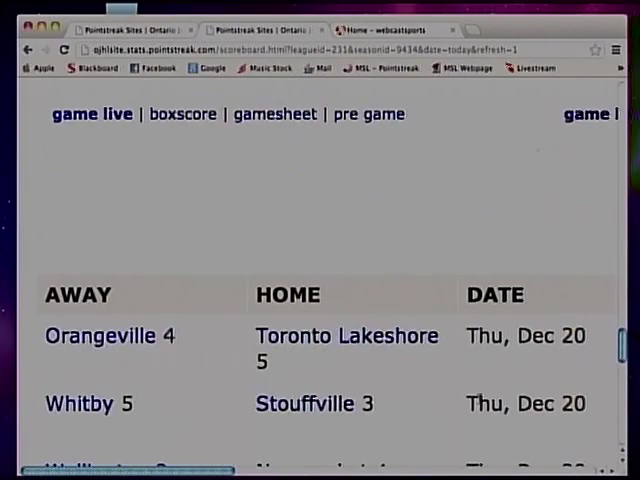 Pointstreak Sites | Ontario J
Pointstreak Sites | Ontario J
Home - webcastsports
ojhlsite.stats.pointstreak.com/scoreboard.html?leagueid=231&seasonid=9434&date=today&refresh=1
Apple Blackboard Facebook Google Music Stock Mail MSL - Pointstreak MSL Webpage Livestream
game live | boxscore | gamesheet | pre game game l
AWAY HOME DATE
Orangeville 4 Toronto Lakeshore Thu, Dec 20
5
Whitby 5 Stouffville 3 Thu, Dec 20
Thu, Dec 20